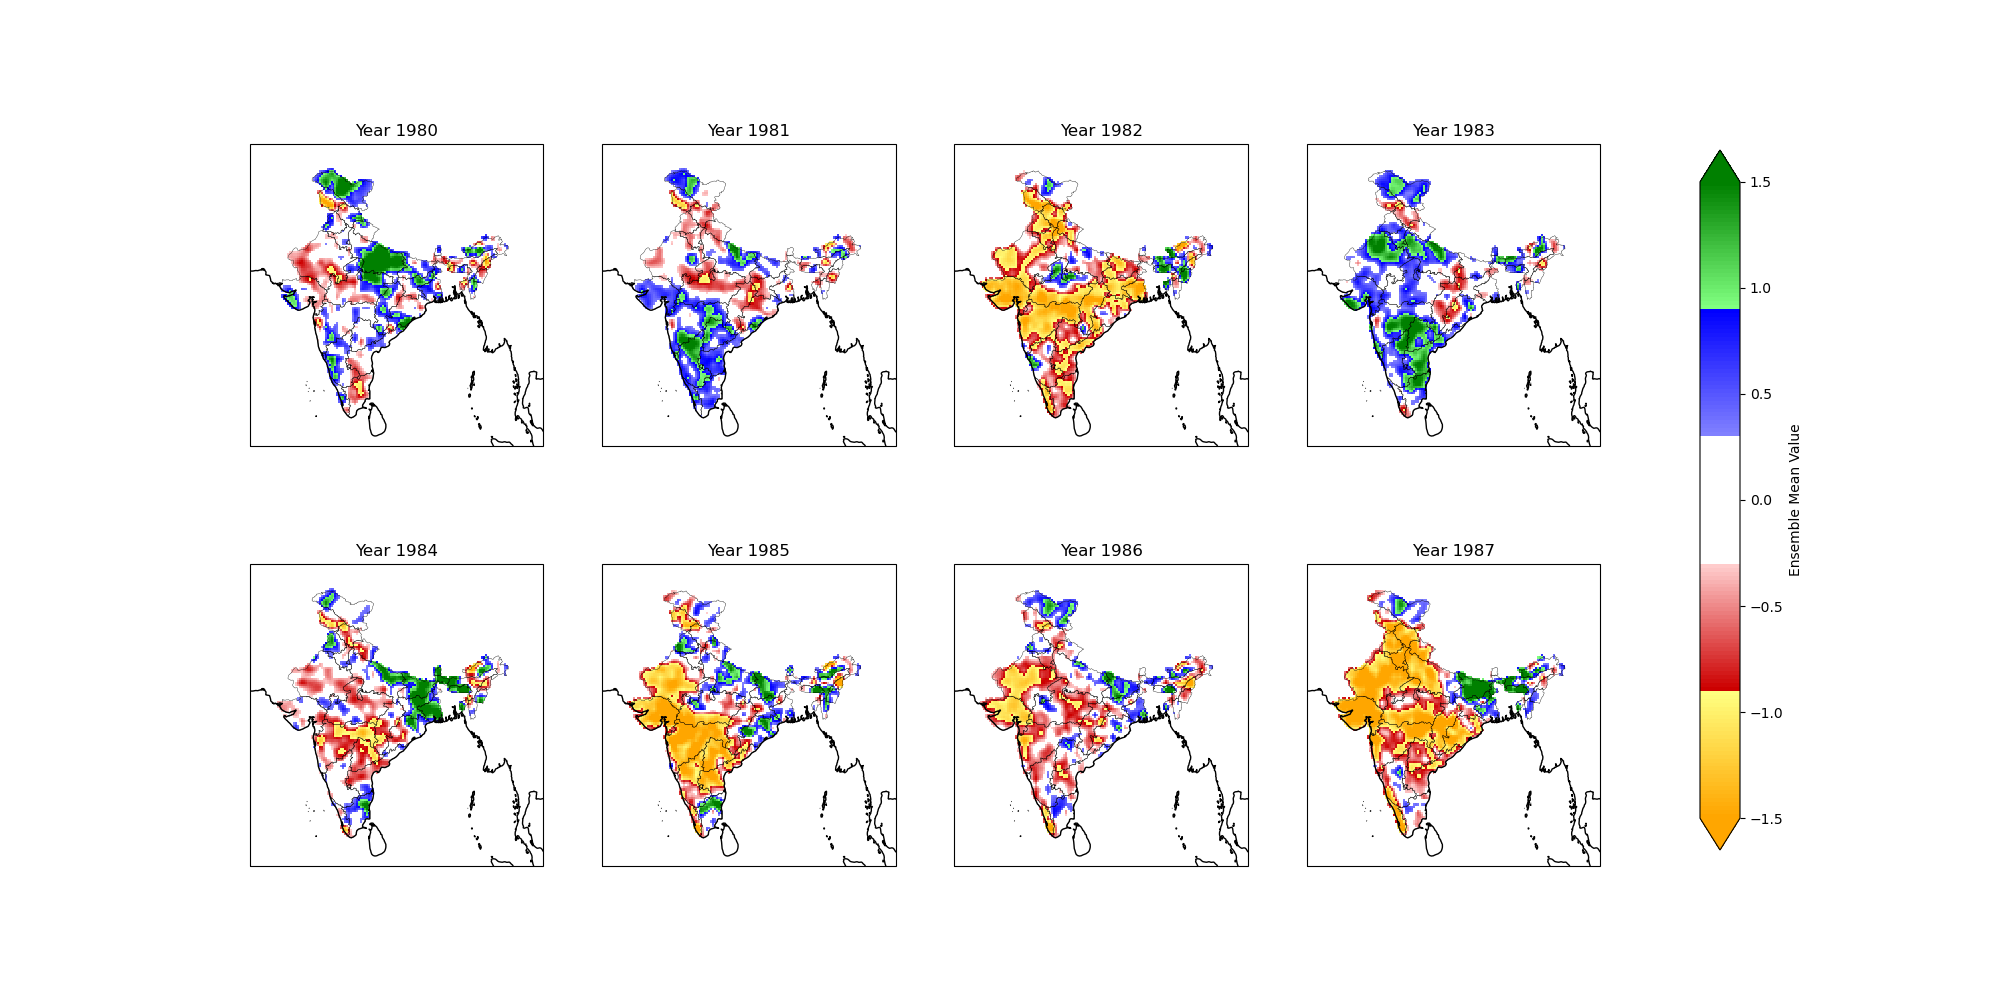 Year 1980
Year 1981
Year 1982
Year 1983
Year 1984
Year 1985
Year 1986
Year 1987
1.5
1.0
0.5
0.0
−0.5
−1.0
−1.5
Ensemble Mean Value